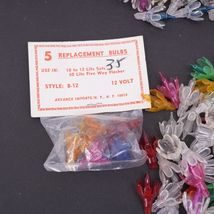 5 REPLACEMENT BULBS
USE IN: 10 to 12 Lite Sets
35
50 Lite Five Way Flasher
STYLE: B-12 12 VOLT
ADVANCE IMPORTS N. Y., N. Y. 10010